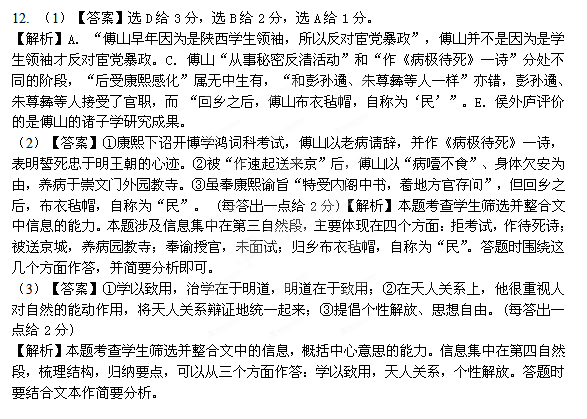 12. （1）【答案】选 D 给 3 分，选 B 给 2 分，选 A 给 1 分。
【解析】A. “傅山早年因为是陕西学生领袖，所以反对宦党暴政”，傅山并不是因为是学
生领袖才反对宦党暴政。C. 傅山“从事秘密反清活动”和“作《病极待死》一诗”分处不
同的阶段，“后受康熙感化”属无中生有，“和彭孙遹、朱尊彝等人一样”亦错，彭孙遹、
朱尊彝等人接受了官职，而 “回乡之后，傅山布衣毡帽，自称为‘民’”。E. 侯外庐评价
的是傅山的诸子学研究成果。
（2）【答案】①康熙下诏开博学鸿词科考试，傅山以老病请辞，并作《病极待死》一诗，
表明誓死忠于明王朝的心迹。②被“作速起送来京”后，傅山以“病噎不食”、身体欠安为
由，养病于崇文门外园教寺。③虽奉康熙谕旨“特受内阁中书，着地方官存问”，但回乡之
后，布衣毡帽，自称为“民”。（每答出一点给 2 分）【解析】本题考查学生筛选并整合文
中信息的能力。本题涉及信息集中在第三自然段，主要体现在四个方面：拒考试，作待死诗；
被送京城，养病园教寺；奉谕授官，未面试；归乡布衣毡帽，自称为“民”。答题时围绕这
几个方面作答，并简要分析即可。
（3）【答案】①学以致用，治学在于明道，明道在于致用；②在天人关系上，他很重视人
对自然的能动作用，将天人关系辩证地统一起来；③提倡个性解放、思想自由。（每答出一
点给 2 分）
【解析】本题考查学生筛选并整合文中的信息，概括中心意思的能力。信息集中在第四自然
段，梳理结构，归纳要点，可以从三个方面作答：学以致用，天人关系，个性解放。答题时
要结合文本作简要分析。